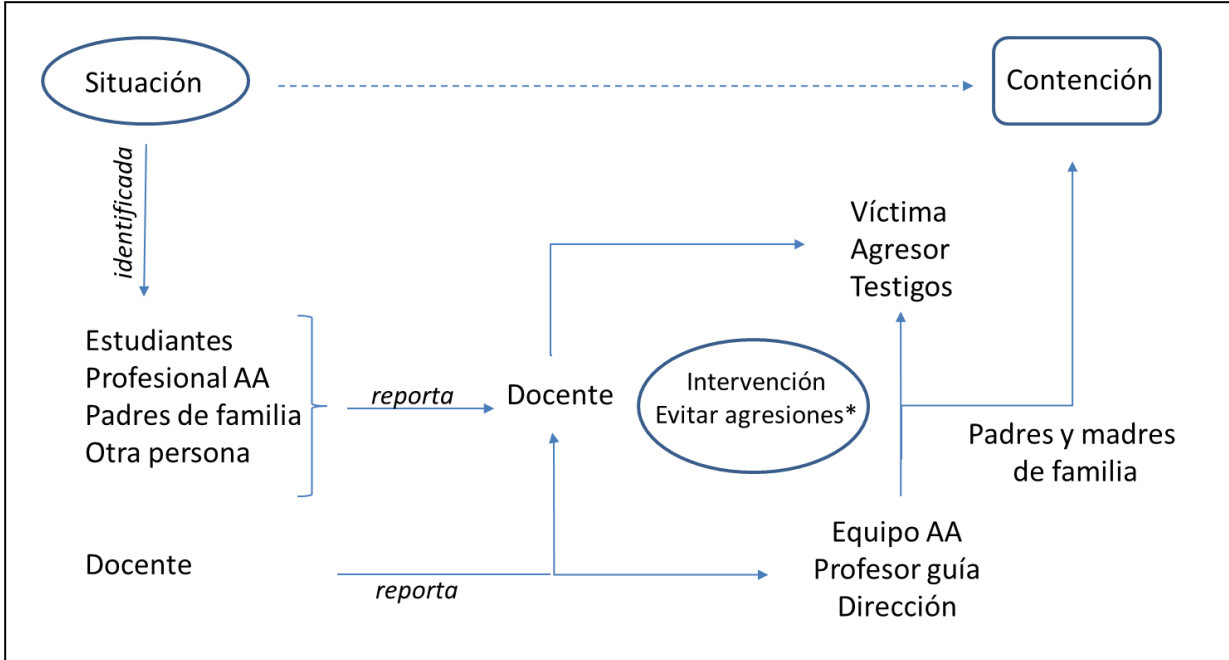 Situación
Contención
identificada
Víctima
Agresor
Testigos
Estudiantes
Profesional AA
Padres de familia
Otra persona
reporta
Docente
Intervención
Evitar agresiones*
Padres y madres
de familia
Docente
reporta
Equipo AA
Profesor guía
Dirección